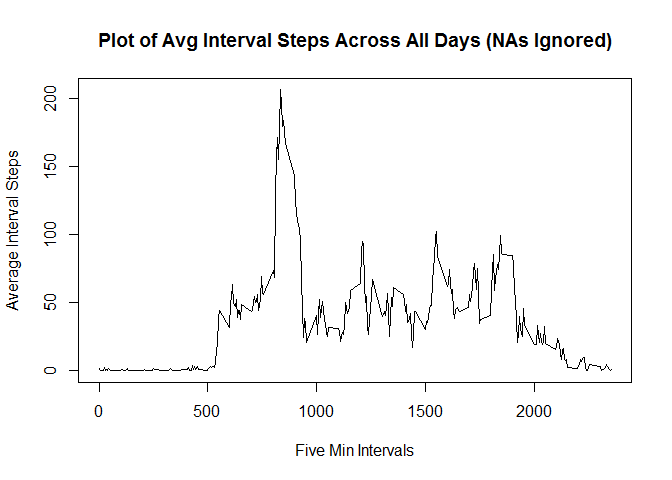 Plot of Avg Interval Steps Across All Days (NAs Ignored)
Average Interval Steps
200
150
100
50
0
0 500 1000 1500 2000
Five Min Intervals